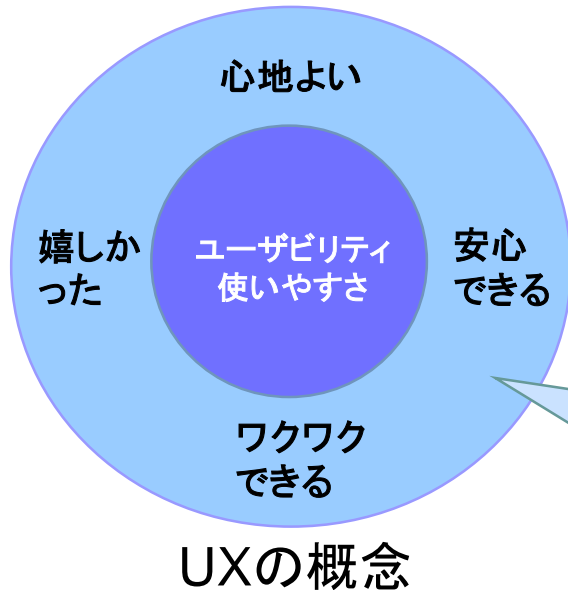 心地よい
嬉しか
った
ユーザビリティ
使いやすさ
安心
できる
ワクワク
できる
UXの概念